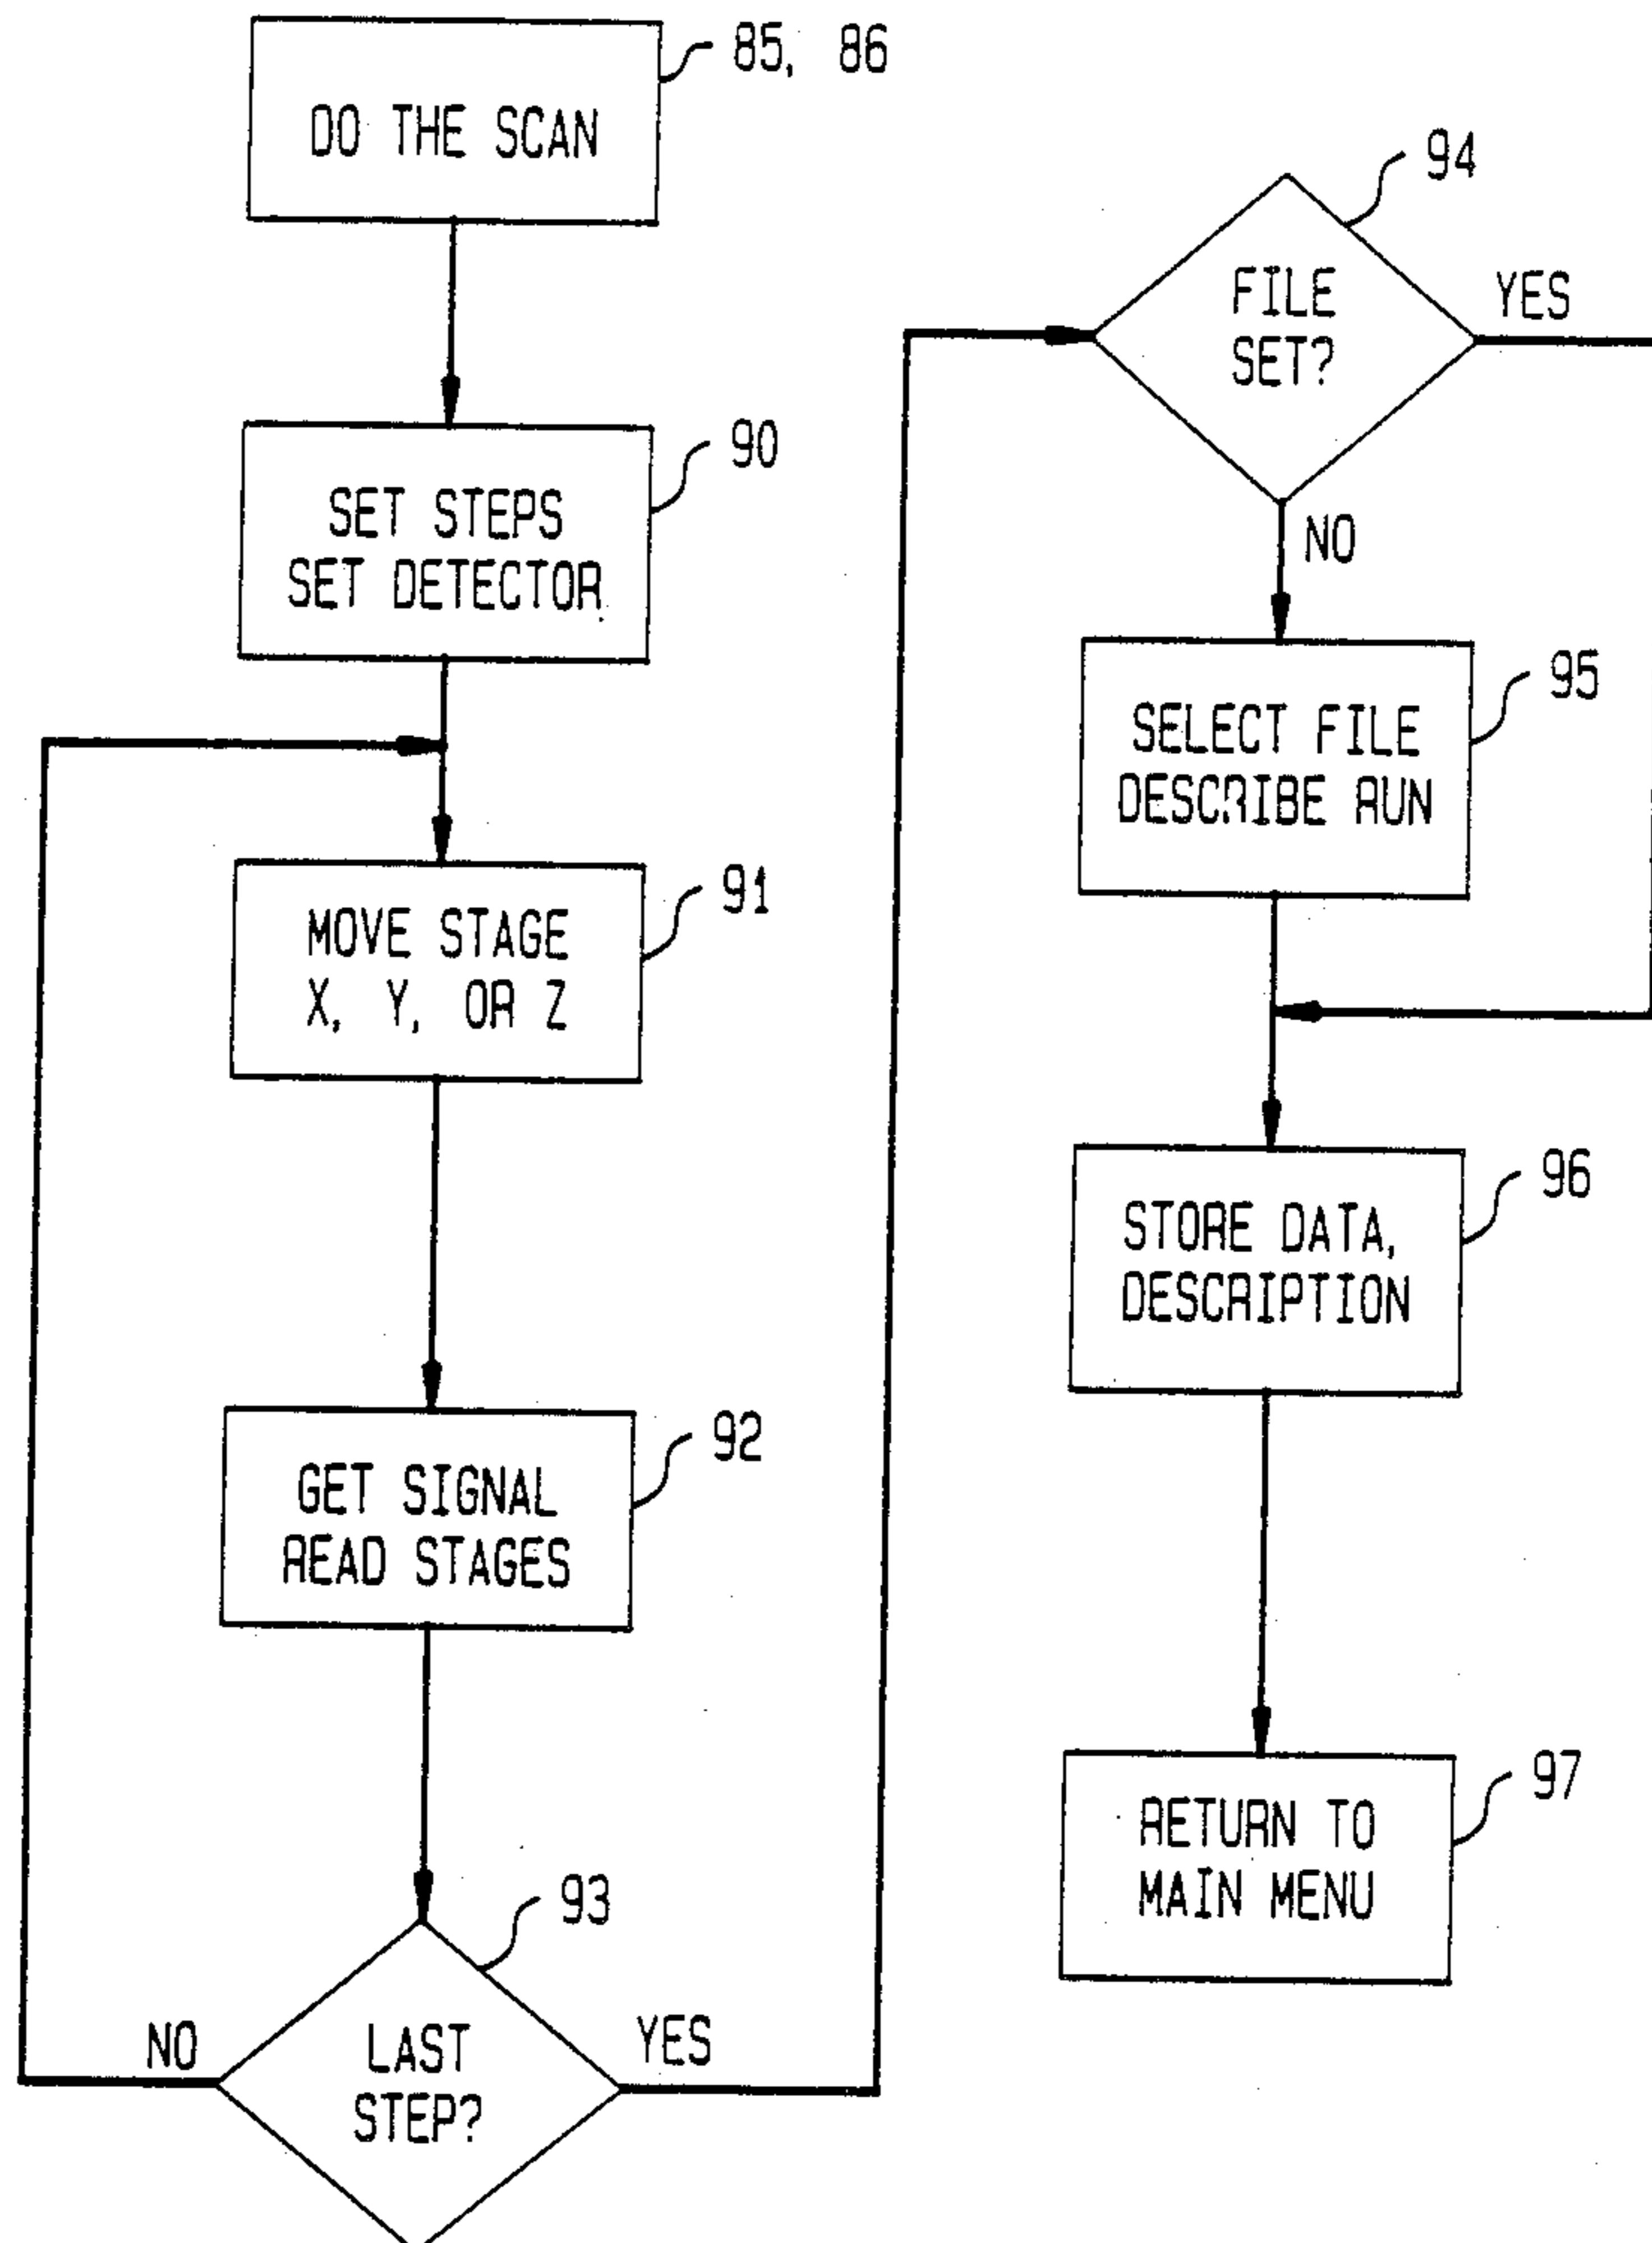 85, 86
DO THE SCAN
90
SET STEPS
SET DETECTOR
91
MOVE STAGE
X, Y, OR Z
92
GET SIGNAL
READ STAGES
93
NO
LAST
STEP?
YES
94
FILE
SET?
YES
NO
95
SELECT FILE
DESCRIBE RUN
96
STORE DATA,
DESCRIPTION
97
RETURN TO
MAIN MENU